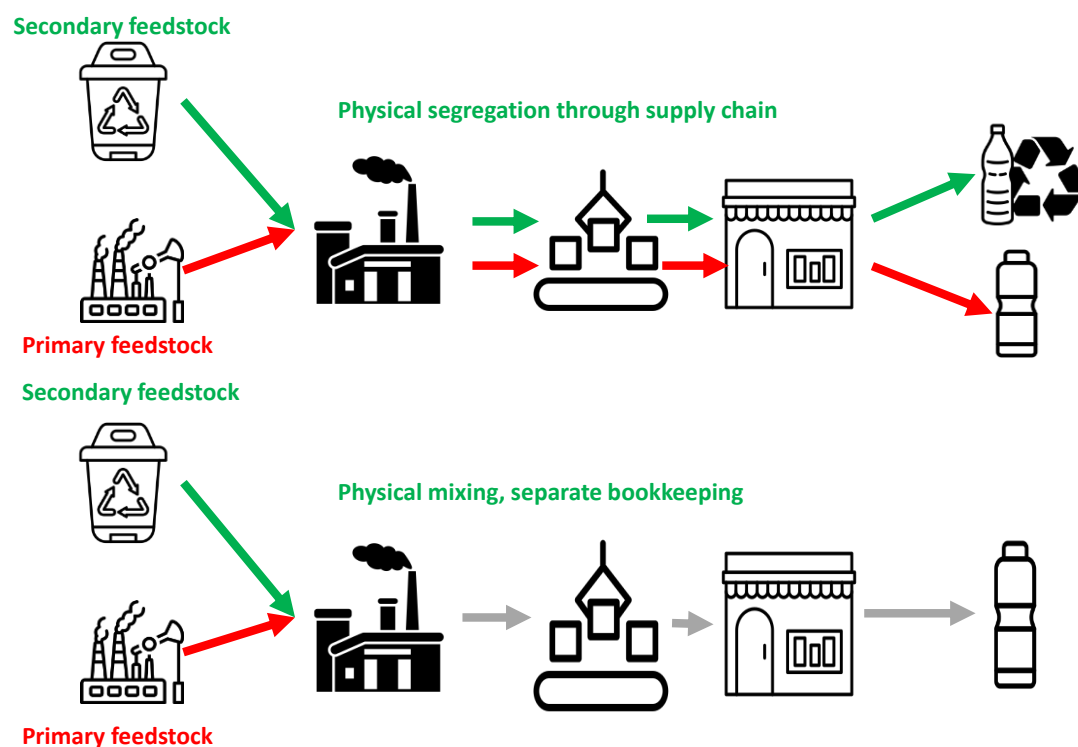 Secondary feedstock
Physical segregation through supply chain
Primary feedstock
Secondary feedstock
Physical mixing, separate bookkeeping
Primary feedstock